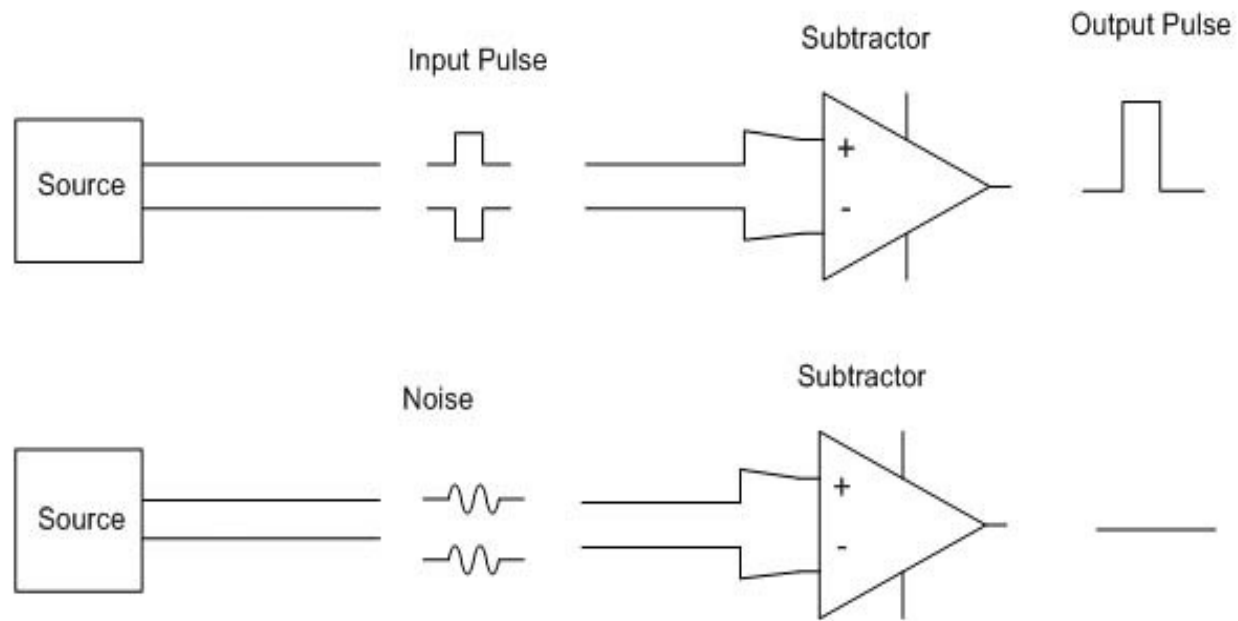 Output Pulse
Subtractor
Input Pulse
Source
+
-
Subtractor
Noise
Source
+
-